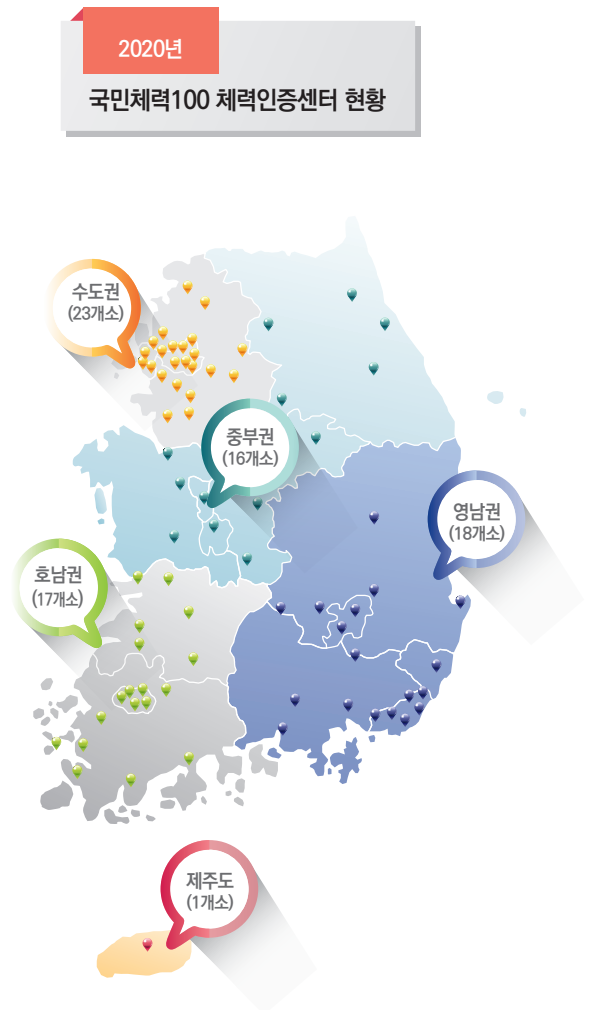 2020년
국민체력100 체력인증센터 현황
수도권
(23개소)
중부권
(16개소)
영남권
(18개소)
호남권
(17개소)
제주도
(1개소)